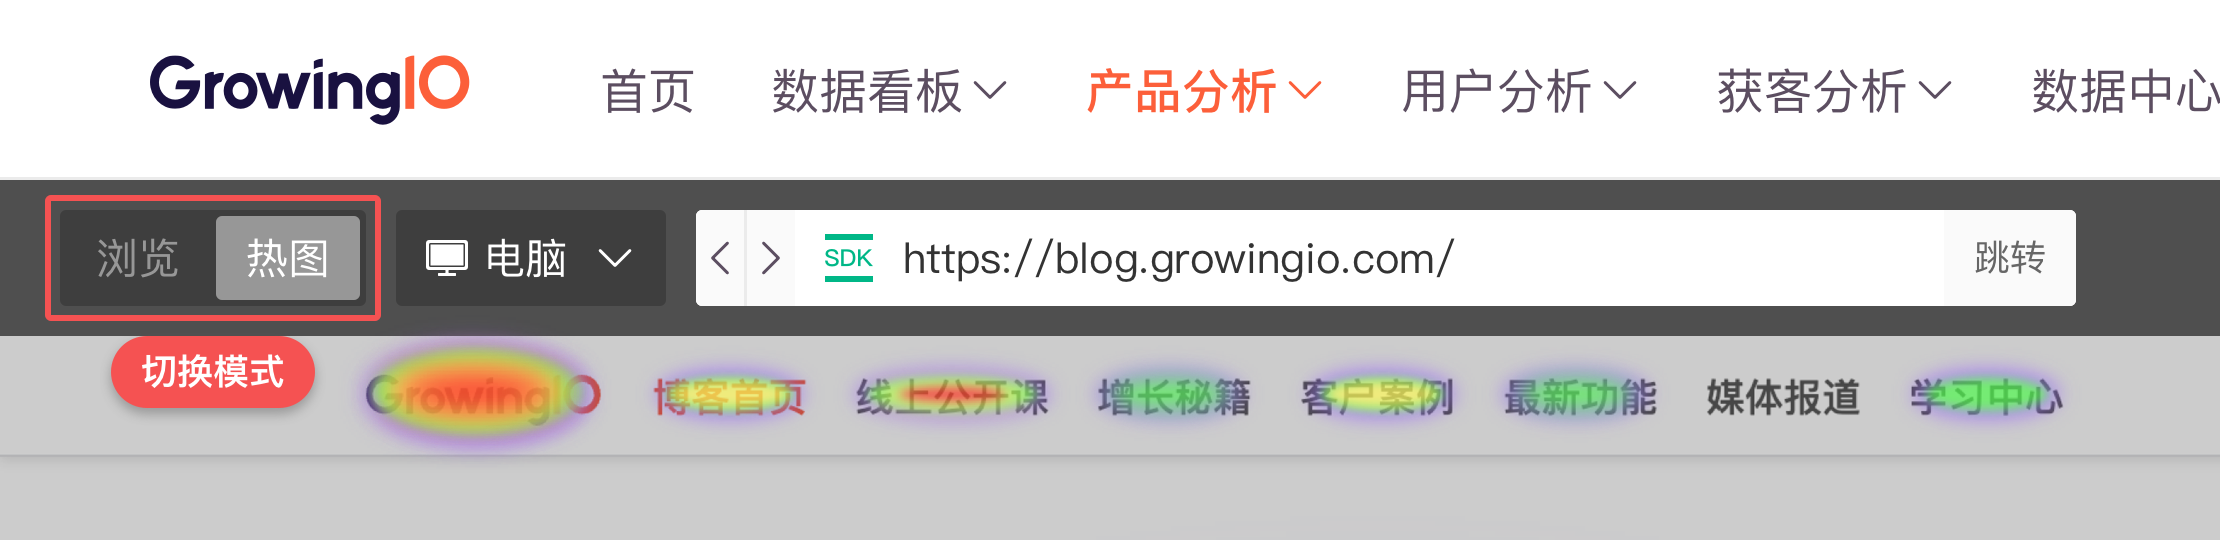 GrowingIO 首页 数据看板 产品分析 用户分析 获客分析 数据中心
浏览 热图 电脑 SDK https://blog.growingio.com/ 跳转
切换模式
GrowingIO 博客首页 线上公开课 增长秘籍 客户案例 最新功能 媒体报道 学习中心